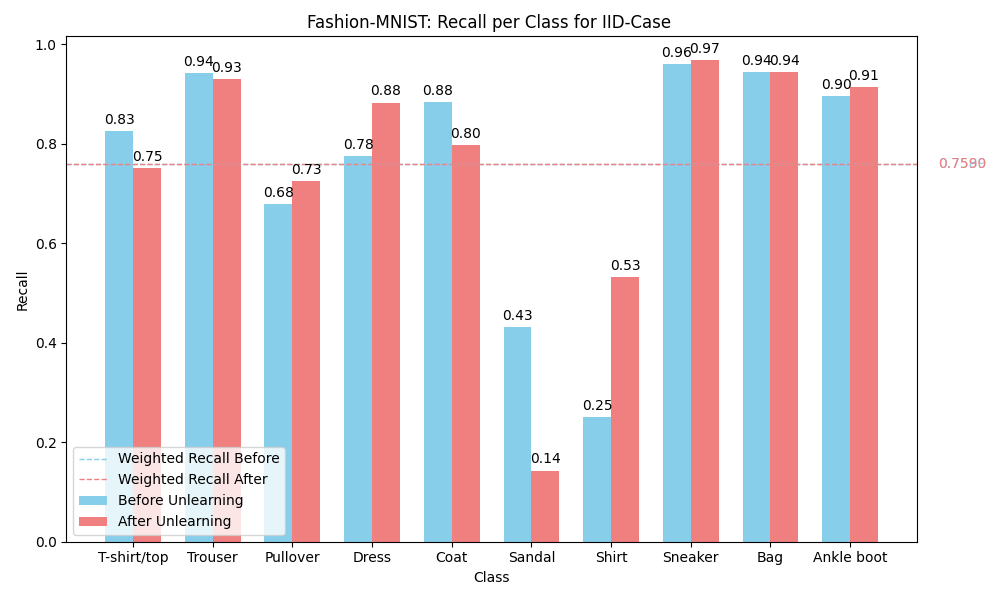 Fashion-MNIST: Recall per Class for IID-Case
1.0
0.8
0.6
0.4
0.2
0.0
Recall
0.83
0.75
0.94
0.93
0.68
0.73
0.78
0.88
0.88
0.80
0.43
0.14
0.25
0.53
0.96
0.97
0.94
0.94
0.90
0.91
Weighted Recall Before
Weighted Recall After
Before Unlearning
After Unlearning
T-shirt/top
Trouser
Pullover
Dress
Coat
Sandal
Shirt
Sneaker
Bag
Ankle boot
Class